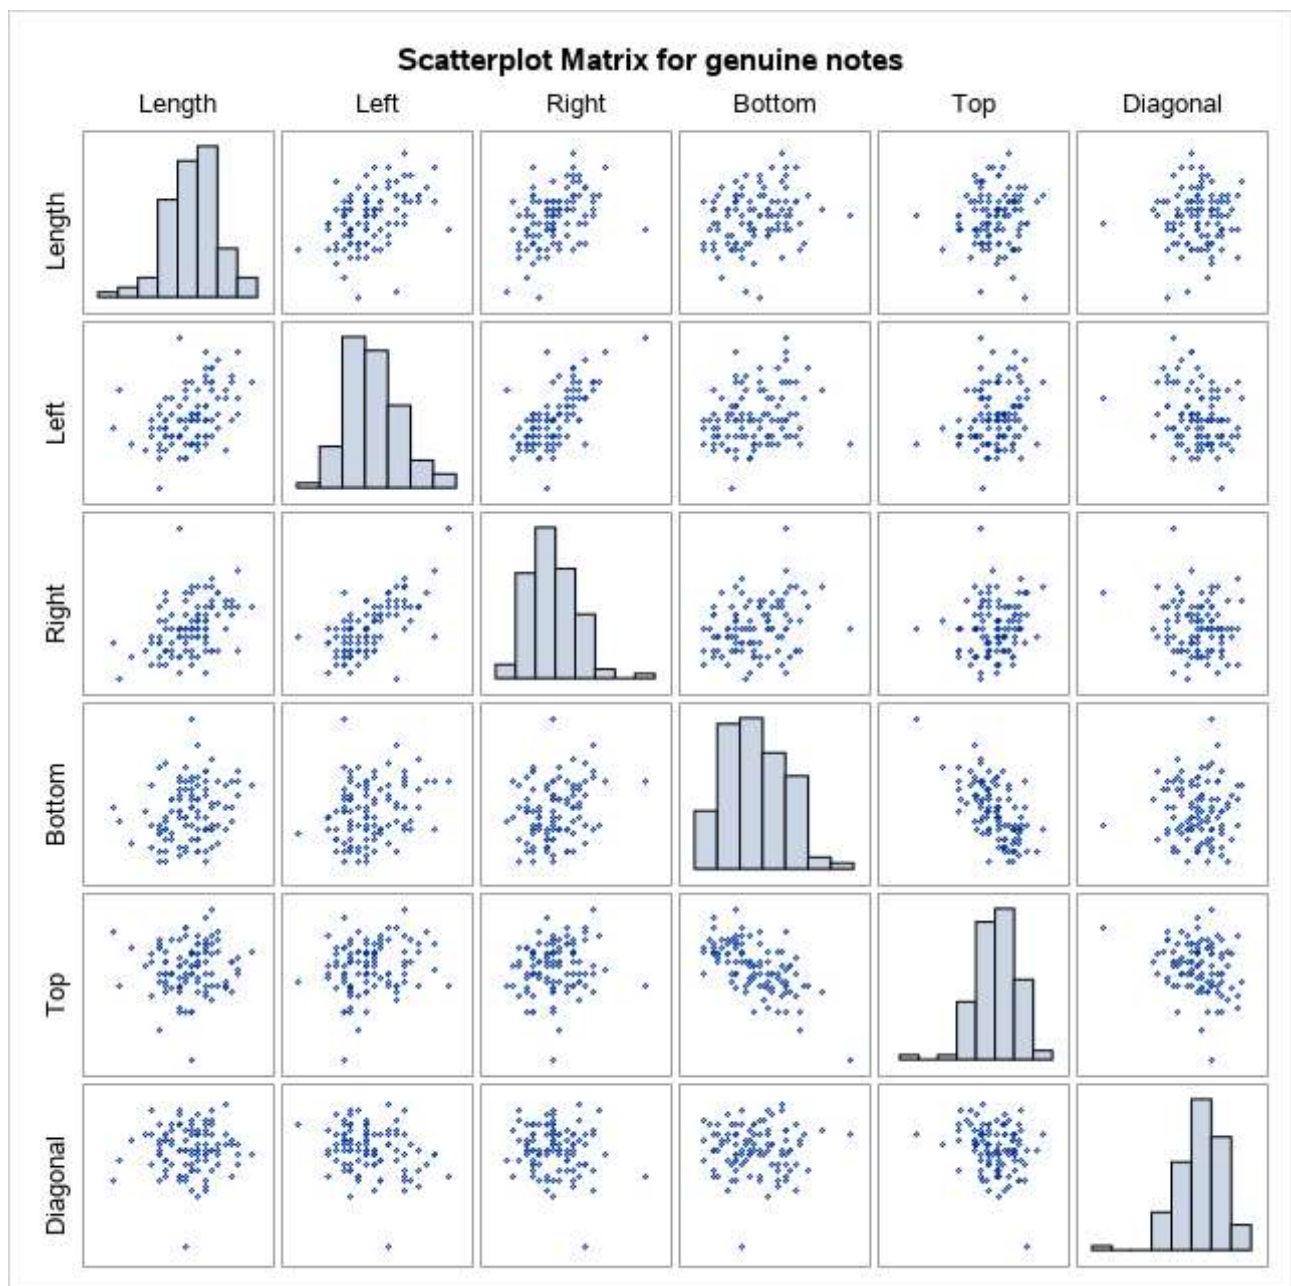 Scatterplot Matrix for genuine notes
Length Left Right Bottom Top Diagonal
Length
Left
Right
Bottom
Top
Diagonal